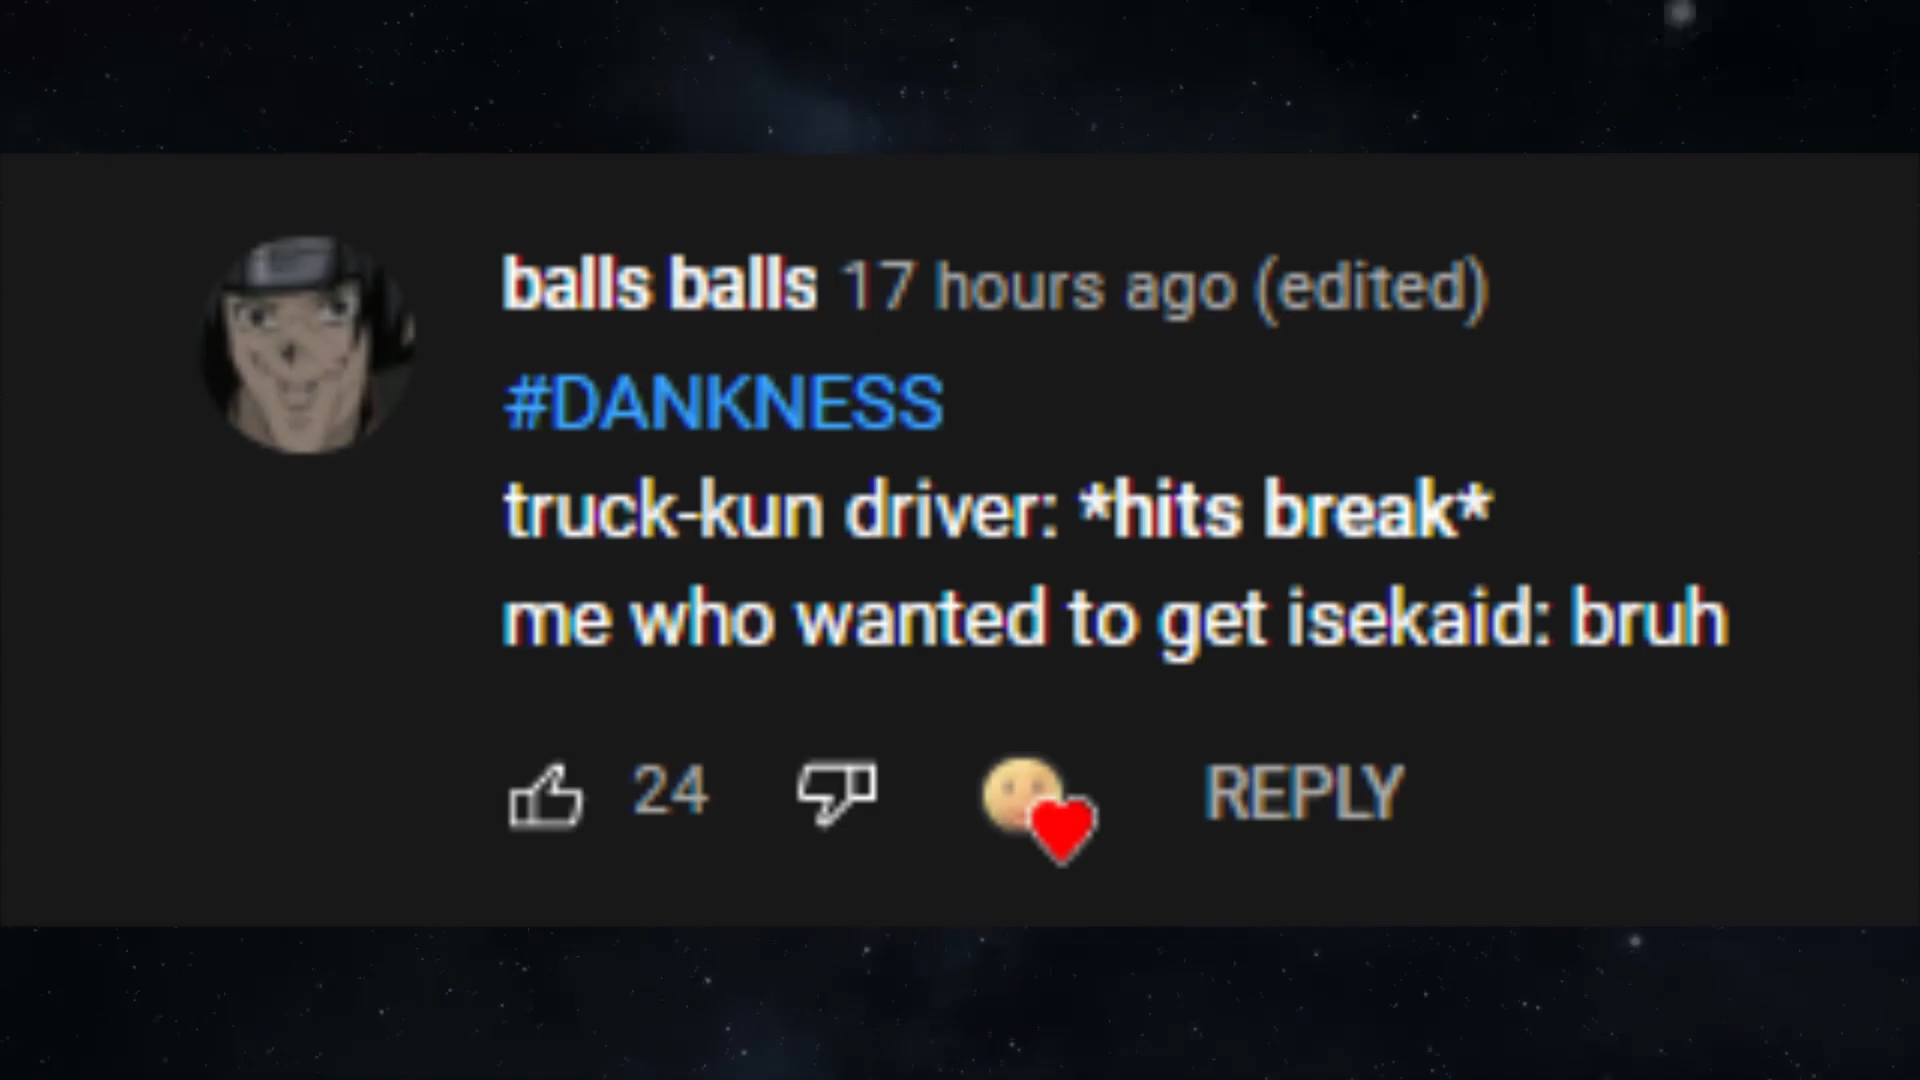 balls balls 17 hours ago (edited)
#DANKNESS
truck-kun driver: *hits break*
me who wanted to get isekaid: bruh
24 REPLY